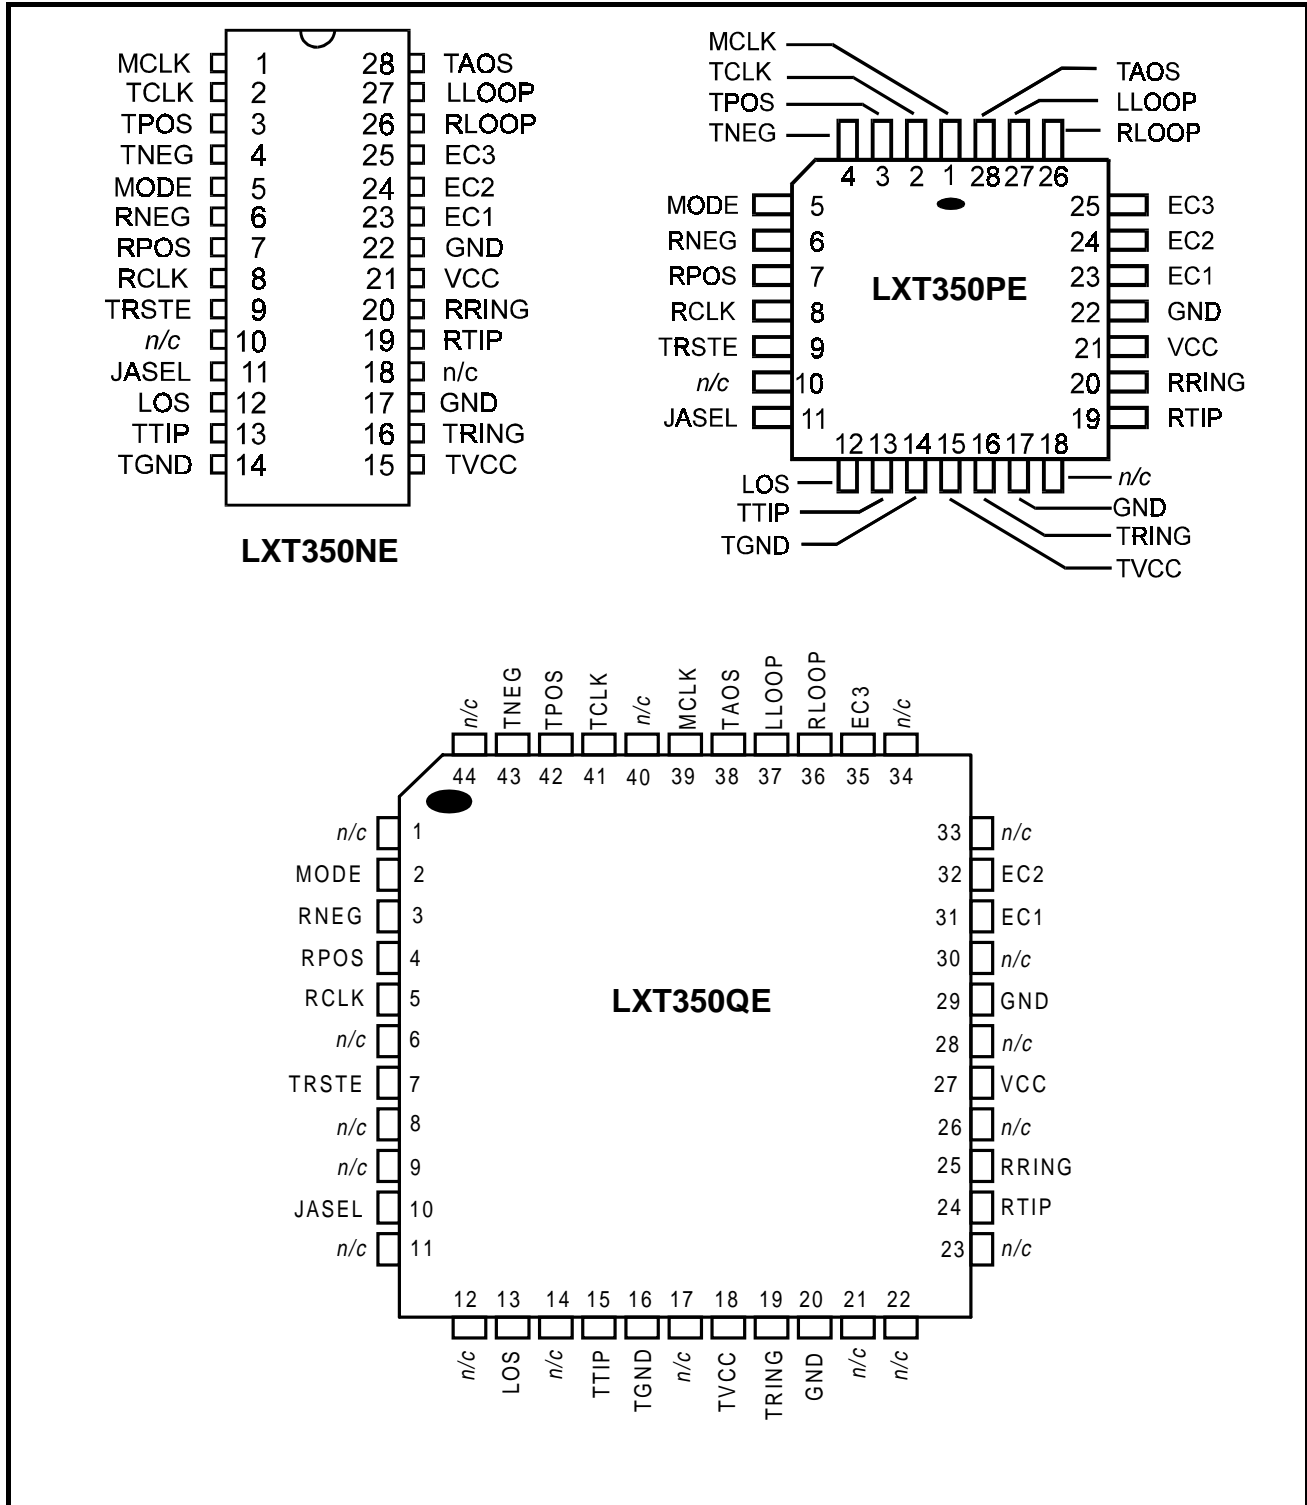 MCLK 1 28 TAOS
TCLK 2 27 LLOOP
TPOS 3 26 RLOOP
TNEG 4 25 EC3
MODE 5 24 EC2
RNEG 6 23 EC1
RPOS 7 22 GND
RCLK 8 21 VCC
TRSTE 9 20 RRING
n/c 10 19 RTIP
JASEL 11 18 n/c
LOS 12 17 GND
TTIP 13 16 TRING
TGND 14 15 TVCC
LXT350NE
MCLK
TCLK TAOS
TPOS LLOOP
TNEG RLOOP
4 3 2 1 28 27 26
MODE 5 25 EC3
RNEG 6 24 EC2
RPOS 7 23 EC1
LXT350PE
RCLK 8 22 GND
TRSTE 9 21 VCC
n/c 10 20 RRING
JASEL 11 19 RTIP
12 13 14 15 16 17 18
LOS n/c
TTIP GND
TGND TRING
TVCC
n/c TNEG TPOS TCLK n/c MCLK TAOS LLOOP RLOOP EC3 n/c
44 43 42 41 40 39 38 37 36 35 34
n/c 1 33 n/c
MODE 2 32 EC2
RNEG 3 31 EC1
RPOS 4 30 n/c
LXT350QE
RCLK 5 29 GND
n/c 6 28 n/c
TRSTE 7 27 VCC
n/c 8 26 n/c
n/c 9 25 RRING
JASEL 10 24 RTIP
n/c 11 23 n/c
12 13 14 15 16 17 18 19 20 21 22
n/c LOS n/c TTIP TGND n/c TVCC TRING GND n/c n/c